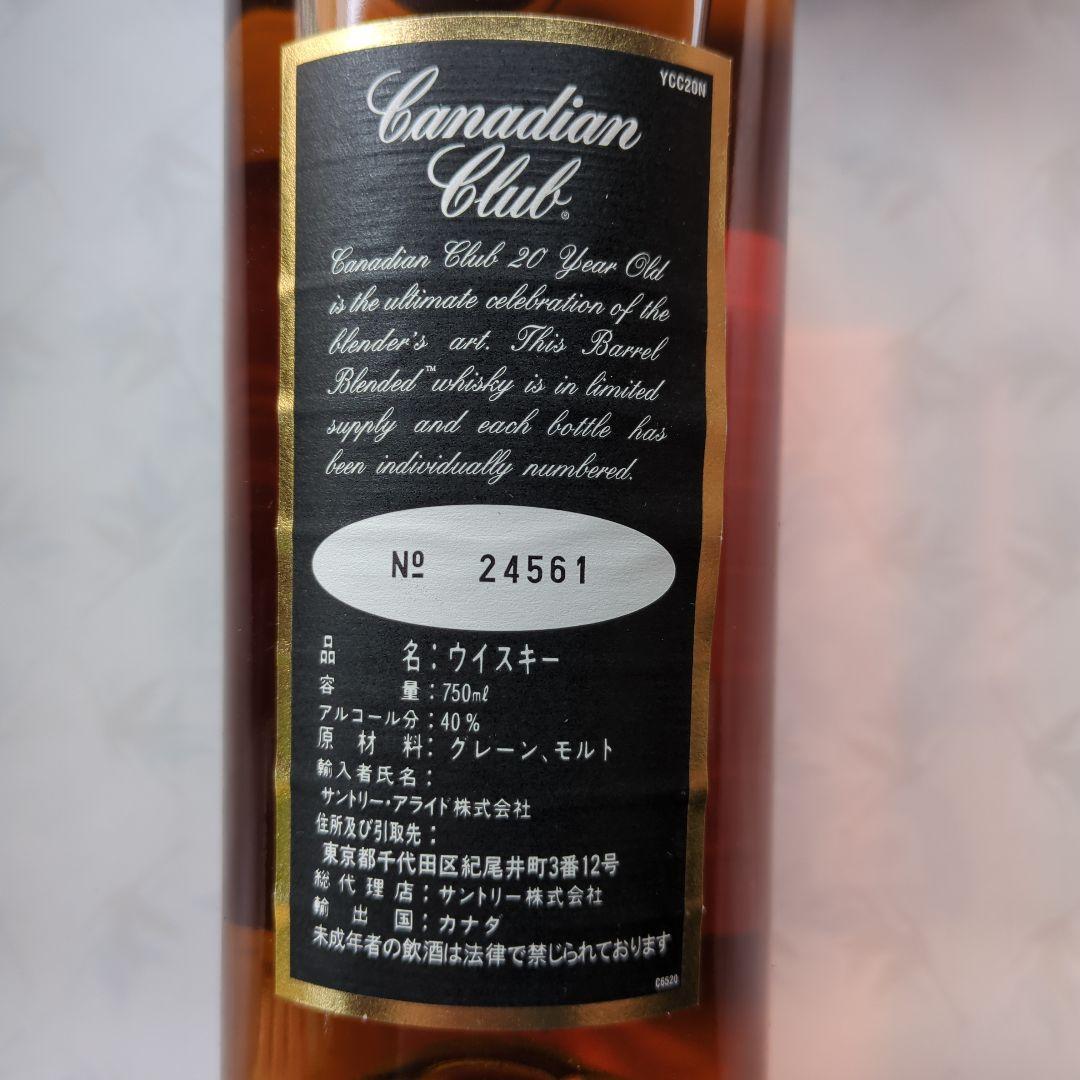 YCC20N
Canadian
Club®
Canadian Club 20 Year Old
is the ultimate celebration of the
blender's art. This Barrel
Blended™ whisky is in limited
supply and each bottle has
been individually numbered.
Nº 24561
品名：ウイスキー
容量：750㎖
アルコール分：40%
原材料：グレーン、モルト
輸入者氏名：
サントリー・アライド株式会社
住所及び引取先：
東京都千代田区紀尾井町3番12号
総代理店：サントリー株式会社
輸出国：カナダ
未成年者の飲酒は法律で禁じられております
C6520